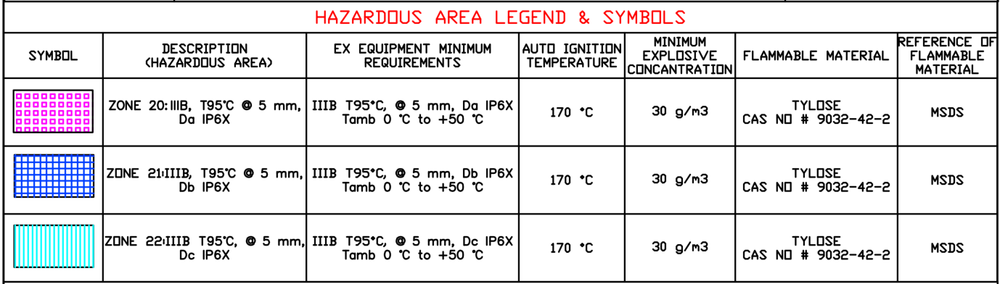 HAZARDOUS AREA LEGEND & SYMBOLS
SYMBOL
DESCRIPTION
(HAZARDOUS AREA)
EX EQUIPMENT MINIMUM
REQUIREMENTS
AUTO IGNITION
TEMPERATURE
MINIMUM
EXPLOSIVE
CONCANTRATION
FLAMMABLE MATERIAL
REFERENCE OF
FLAMMABLE
MATERIAL
ZONE 20:IIIB, T95°C @ 5 mm,
Da IP6X
IIIB T95°C, @ 5 mm, Da IP6X
Tamb 0 °C to +50 °C
170 °C
30 g/m3
TYLOSE
CAS NO # 9032-42-2
MSDS
ZONE 21:IIIB, T95°C @ 5 mm,
Db IP6X
IIIB T95°C, @ 5 mm, Db IP6X
Tamb 0 °C to +50 °C
170 °C
30 g/m3
TYLOSE
CAS NO # 9032-42-2
MSDS
ZONE 22:IIIB T95°C, @ 5 mm,
Dc IP6X
IIIB T95°C, @ 5 mm, Dc IP6X
Tamb 0 °C to +50 °C
170 °C
30 g/m3
TYLOSE
CAS NO # 9032-42-2
MSDS